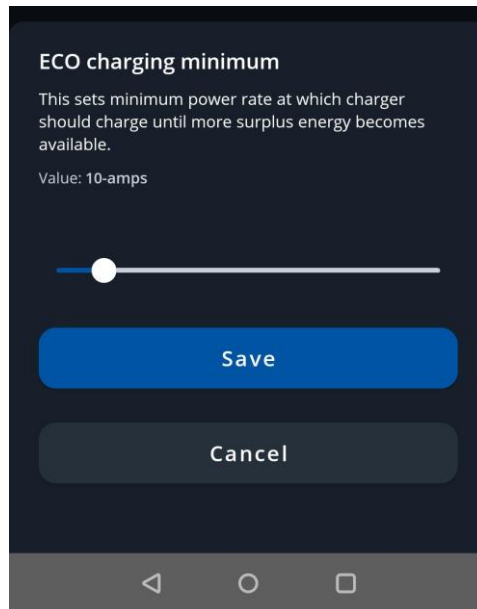 ECO charging minimum
This sets minimum power rate at which charger
should charge until more surplus energy becomes
available.
Value: 10-amps
Save
Cancel